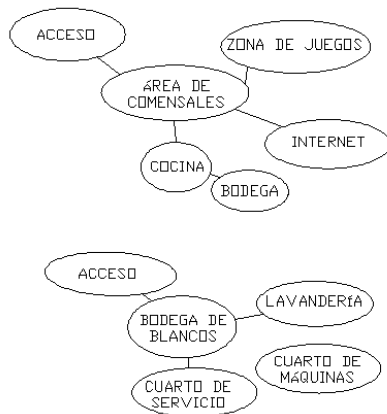 ACCESO
ZONA DE JUEGOS
ÁREA DE
COMENSALES
INTERNET
COCINA
BODEGA
ACCESO
LAVANDERÍA
BODEGA DE
BLANCOS
CUARTO DE
MÁQUINAS
CUARTO DE
SERVICIO